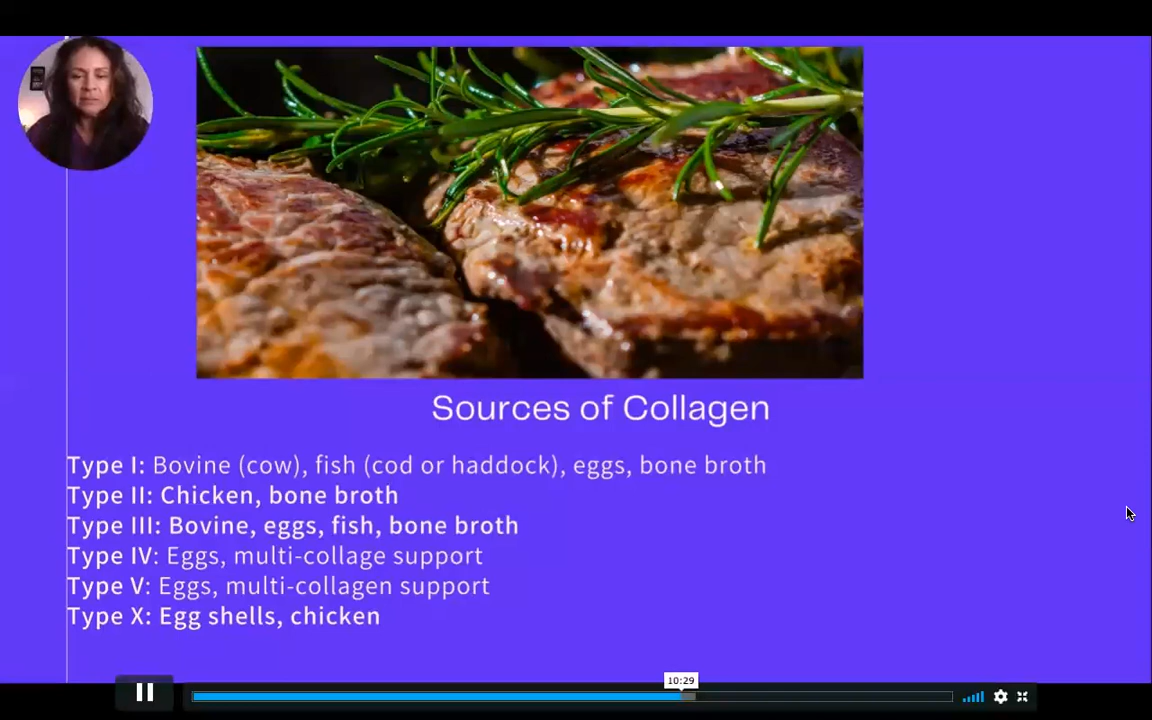 Sources of Collagen
Type I: Bovine (cow), fish (cod or haddock), eggs, bone broth
Type II: Chicken, bone broth
Type III: Bovine, eggs, fish, bone broth
Type IV: Eggs, multi-collage support
Type V: Eggs, multi-collagen support
Type X: Egg shells, chicken
10:29